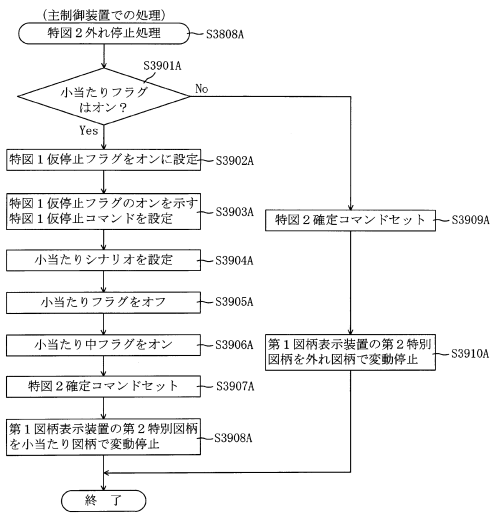 (主制御装置での処理)
特図２外れ停止処理
S3808A
S3901A
小当たりフラグ
はオン？
No
Yes
特図１仮停止フラグをオンに設定
S3902A
特図１仮停止フラグのオンを示す
特図１仮停止コマンドを設定
S3903A
小当たりシナリオを設定
S3904A
小当たりフラグをオフ
S3905A
小当たり中フラグをオン
S3906A
特図２確定コマンドセット
S3907A
第１図柄表示装置の第２特別図柄
を小当たり図柄で変動停止
S3908A
特図２確定コマンドセット
S3909A
第１図柄表示装置の第２特別
図柄を外れ図柄で変動停止
S3910A
終 了